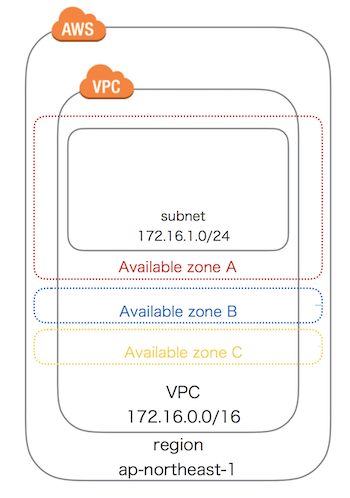 AWS
VPC
subnet
172.16.1.0/24
Available zone A
Available zone B
Available zone C
VPC
172.16.0.0/16
region
ap-northeast-1